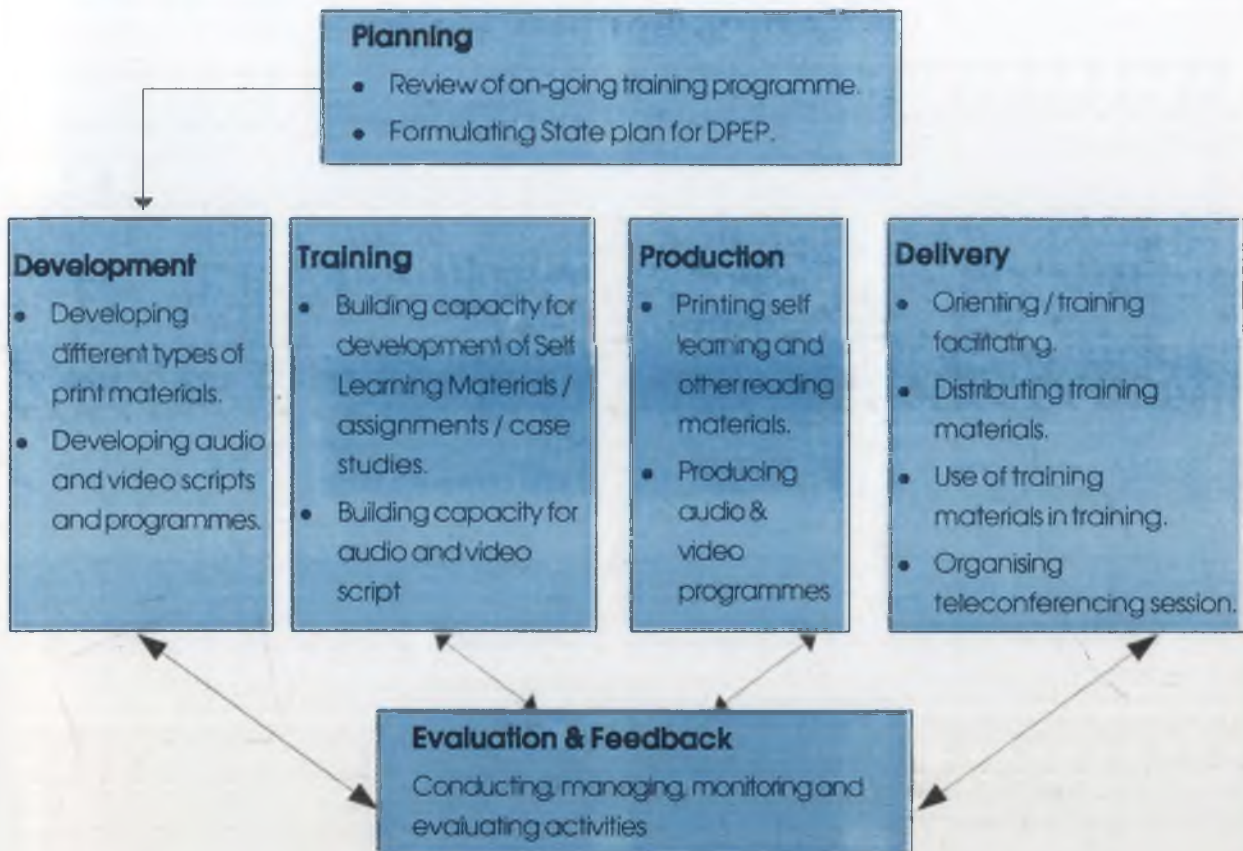 Planning
• Review of on-going training programme.
• Formulating State plan for DPEP.
Development
• Developing
different types of
print materials.
• Developing audio
and video scripts
and programmes.
Training
• Building capacity for
development of Self
Learning Materials /
assignments / case
studies.
• Building capacity for
audio and video
script
Production
• Printing self
learning and
other reading
materials.
• Producing
audio &
video
programmes
Delivery
• Orienting / training
facilitating.
• Distributing training
materials.
• Use of training
materials in training.
• Organising
teleconferencing session.
Evaluation & Feedback
Conducting, managing, monitoring and
evaluating activities